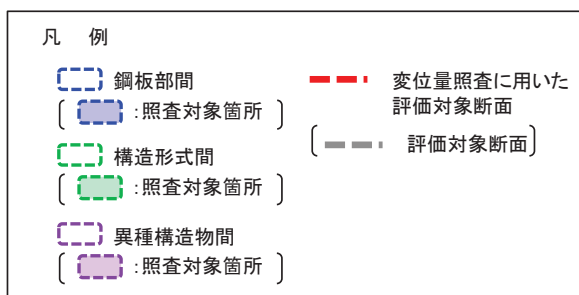 凡 例
鋼板部間
:照査対象箇所
構造形式間
:照査対象箇所
異種構造物間
:照査対象箇所
変位量照査に用いた
評価対象断面
評価対象断面